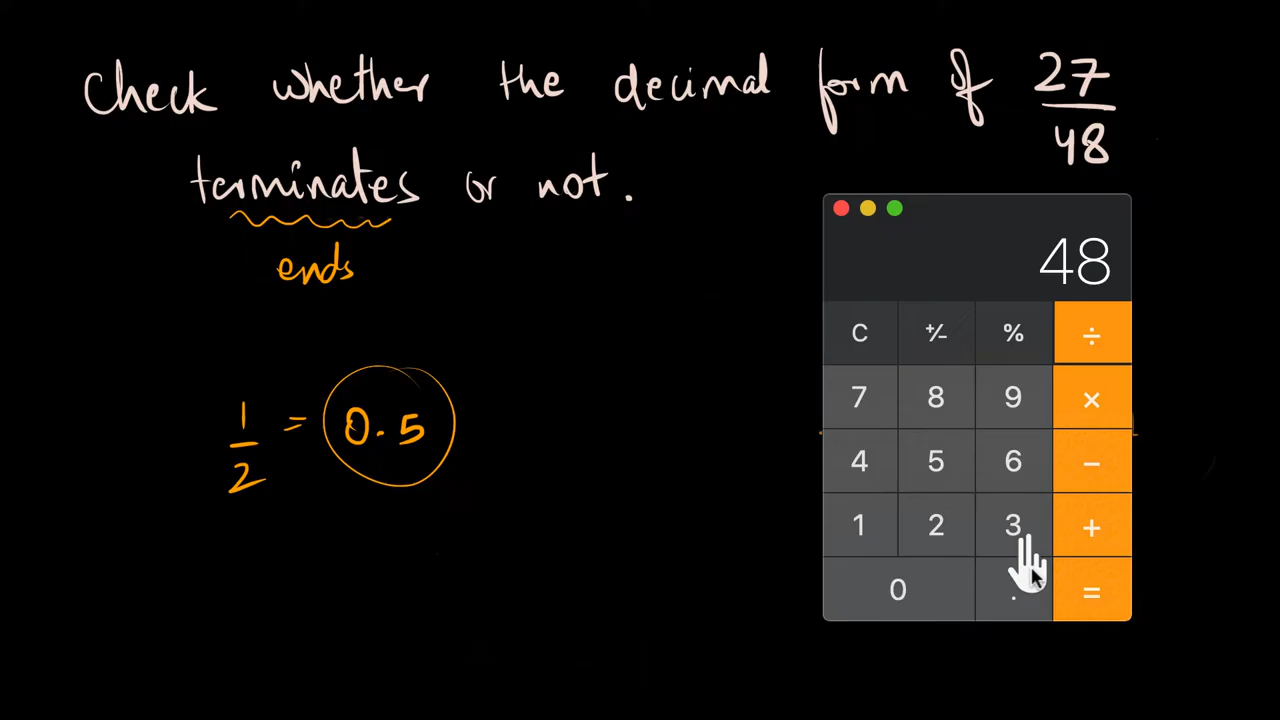 Check whether the decimal form of 27/48
terminates or not.
ends
1/2 = 0.5
48
C +/- % ÷
7 8 9 ×
4 5 6 −
1 2 3 +
0 . =